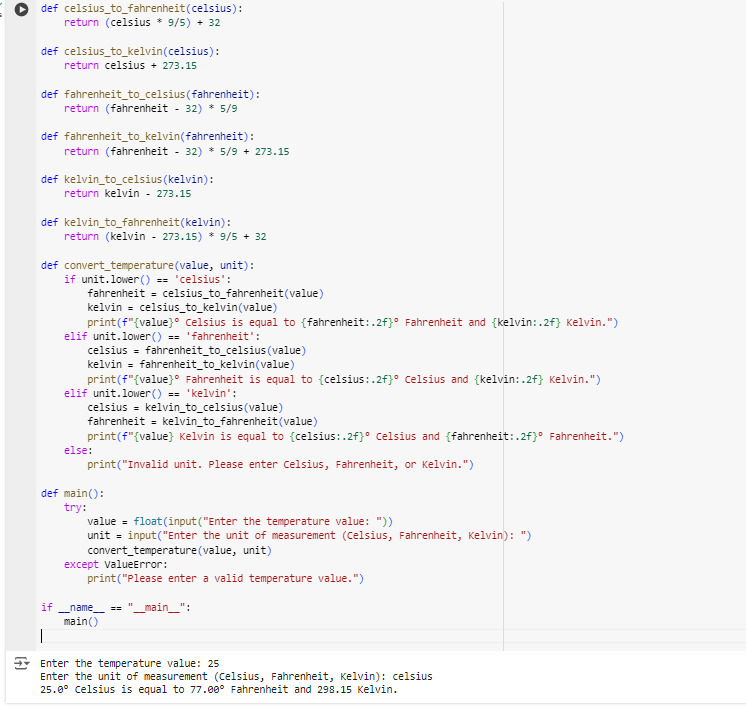 def celsius_to_fahrenheit(celsius):
    return (celsius * 9/5) + 32

def celsius_to_kelvin(celsius):
    return celsius + 273.15

def fahrenheit_to_celsius(fahrenheit):
    return (fahrenheit - 32) * 5/9

def fahrenheit_to_kelvin(fahrenheit):
    return (fahrenheit - 32) * 5/9 + 273.15

def kelvin_to_celsius(kelvin):
    return kelvin - 273.15

def kelvin_to_fahrenheit(kelvin):
    return (kelvin - 273.15) * 9/5 + 32

def convert_temperature(value, unit):
    if unit.lower() == 'celsius':
        fahrenheit = celsius_to_fahrenheit(value)
        kelvin = celsius_to_kelvin(value)
        print(f"{value}° Celsius is equal to {fahrenheit:.2f}° Fahrenheit and {kelvin:.2f} Kelvin.")
    elif unit.lower() == 'fahrenheit':
        celsius = fahrenheit_to_celsius(value)
        kelvin = fahrenheit_to_kelvin(value)
        print(f"{value}° Fahrenheit is equal to {celsius:.2f}° Celsius and {kelvin:.2f} Kelvin.")
    elif unit.lower() == 'kelvin':
        celsius = kelvin_to_celsius(value)
        fahrenheit = kelvin_to_fahrenheit(value)
        print(f"{value} Kelvin is equal to {celsius:.2f}° Celsius and {fahrenheit:.2f}° Fahrenheit.")
    else:
        print("Invalid unit. Please enter Celsius, Fahrenheit, or Kelvin.")

def main():
    try:
        value = float(input("Enter the temperature value: "))
        unit = input("Enter the unit of measurement (Celsius, Fahrenheit, Kelvin): ")
        convert_temperature(value, unit)
    except ValueError:
        print("Please enter a valid temperature value.")

if __name__ == "__main__":
    main()

Enter the temperature value: 25
Enter the unit of measurement (Celsius, Fahrenheit, Kelvin): celsius
25.0° Celsius is equal to 77.00° Fahrenheit and 298.15 Kelvin.